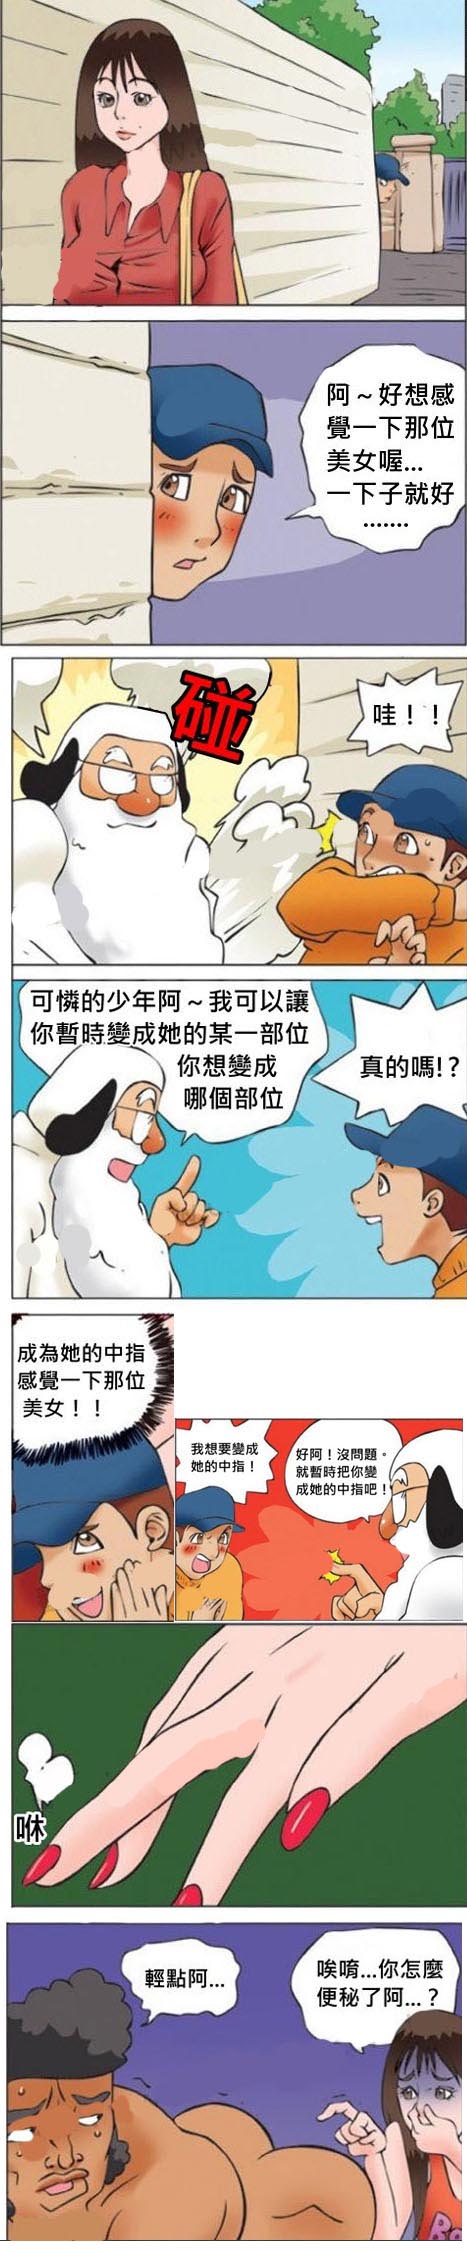 阿～好想感
覺一下那位
美女喔...
一下子就好
.......
碰
哇！！
可憐的少年阿～我可以讓
你暫時變成她的某一部位
你想變成
哪個部位
真的嗎!?
成為她的中指
感覺一下那位
美女！！
我想要變成
她的中指！
好阿！沒問題。
就暫時把你變
成她的中指吧！
咻
輕點阿...
唉唷...你怎麼
便秘了阿...？